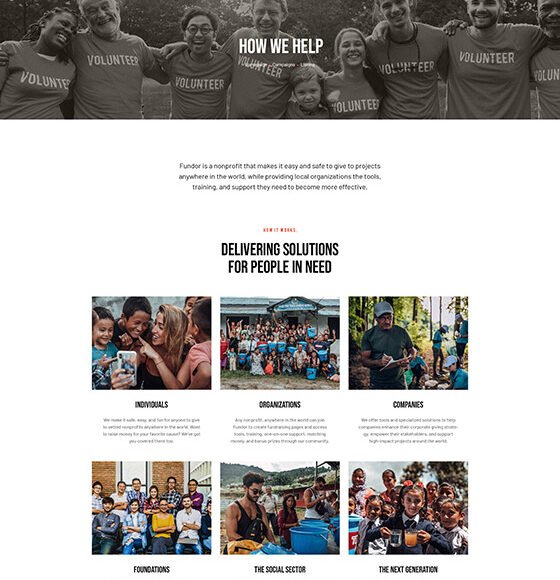 VOLUNTEER
VOLUNTEER
VOLUNTEER
VOLUNTEER
VOLUNTEER
VOLUNTEER
HOW WE HELP
Campaigns
Fundor is a nonprofit that makes it easy and safe to give to projects
anywhere in the world, while providing local organizations the tools,
training, and support they need to become more effective.
HOW IT WORKS.
DELIVERING SOLUTIONS
FOR PEOPLE IN NEED
INDIVIDUALS
ORGANIZATIONS
COMPANIES
We make it safe, easy, and fun for anyone to give
to vetted nonprofits anywhere in the world. Want
to raise money for your favorite cause? We've got
you covered there too.
Any nonprofit, anywhere in the world can join
Fundor to create fundraising pages and access
tools, training, one-on-one support, matching
money, and bonus prizes through our community.
We offer tools and specialized solutions to help
companies enhance their corporate giving strate-
gy, empower their stakeholders, and support
high-impact projects around the world.
FOUNDATIONS
THE SOCIAL SECTOR
THE NEXT GENERATION